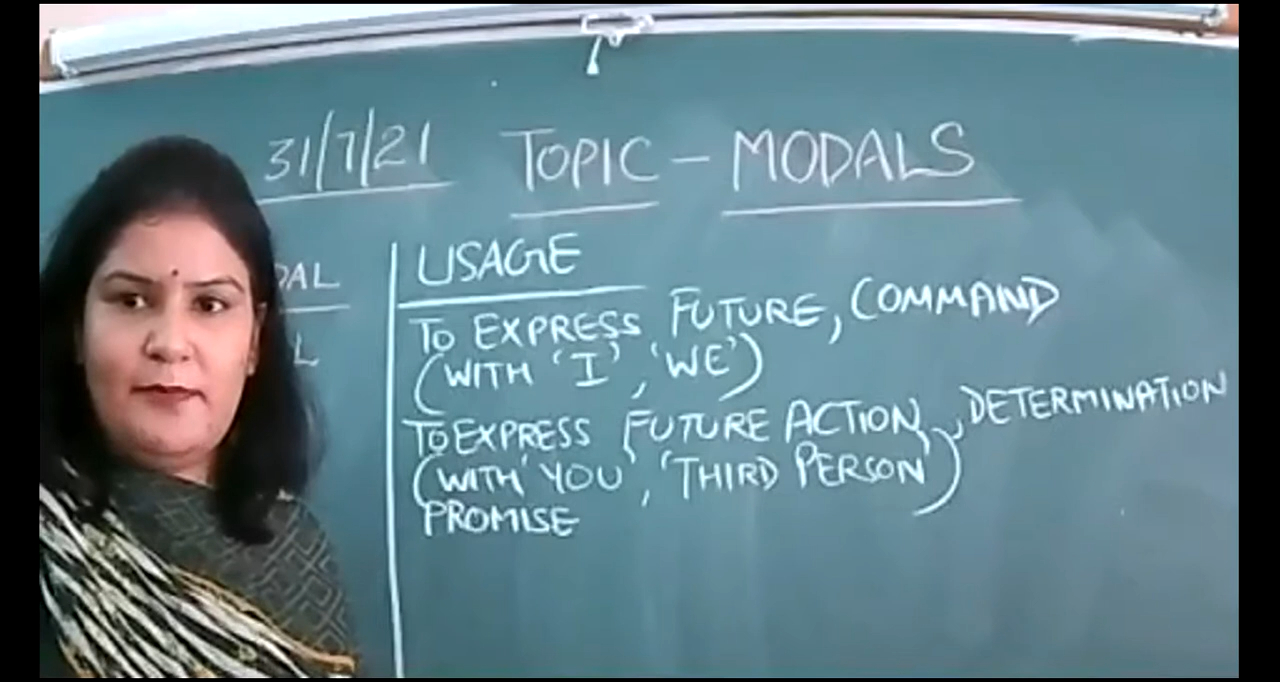 31/7/21 TOPIC – MODALS
DAL USAGE
L TO EXPRESS FUTURE, COMMAND
(WITH 'I', 'WE')
TO EXPRESS FUTURE ACTION, DETERMINATION
(WITH 'YOU', 'THIRD PERSON')
PROMISE